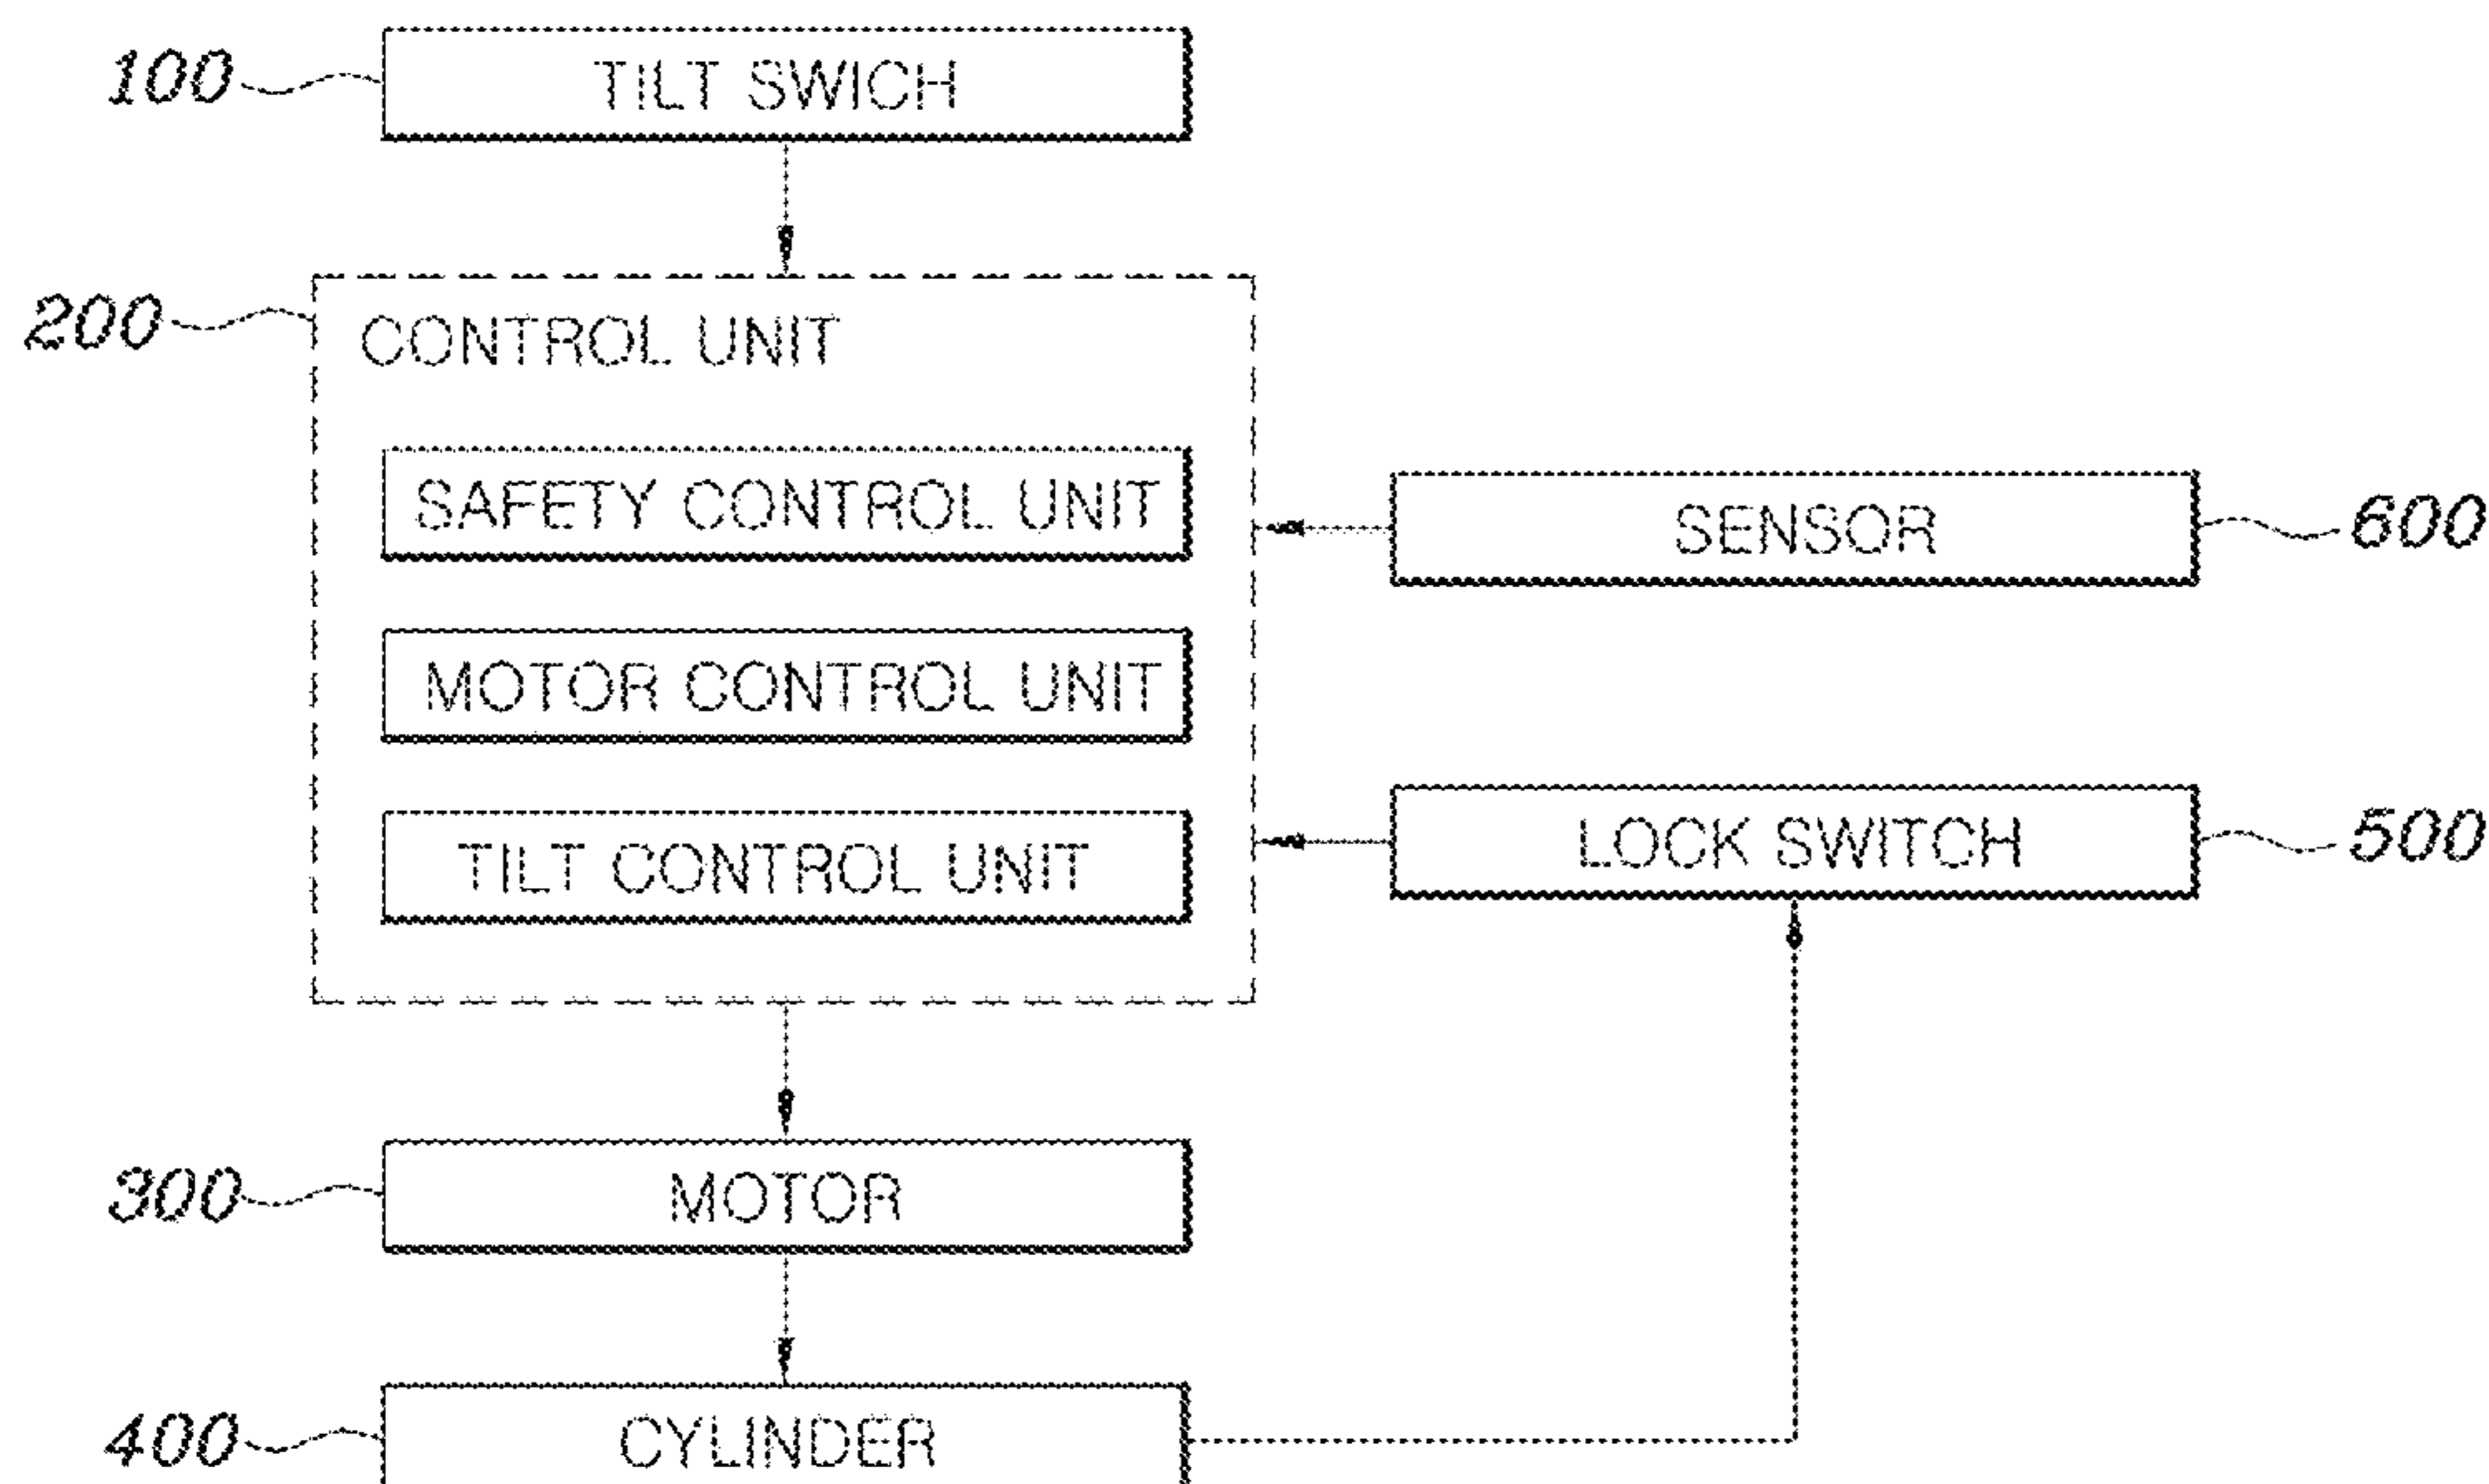 100 TILT SWICH
200 CONTROL UNIT
SAFETY CONTROL UNIT
SENSOR 600
MOTOR CONTROL UNIT
TILT CONTROL UNIT
LOCK SWITCH 500
300 MOTOR
400 CYLINDER